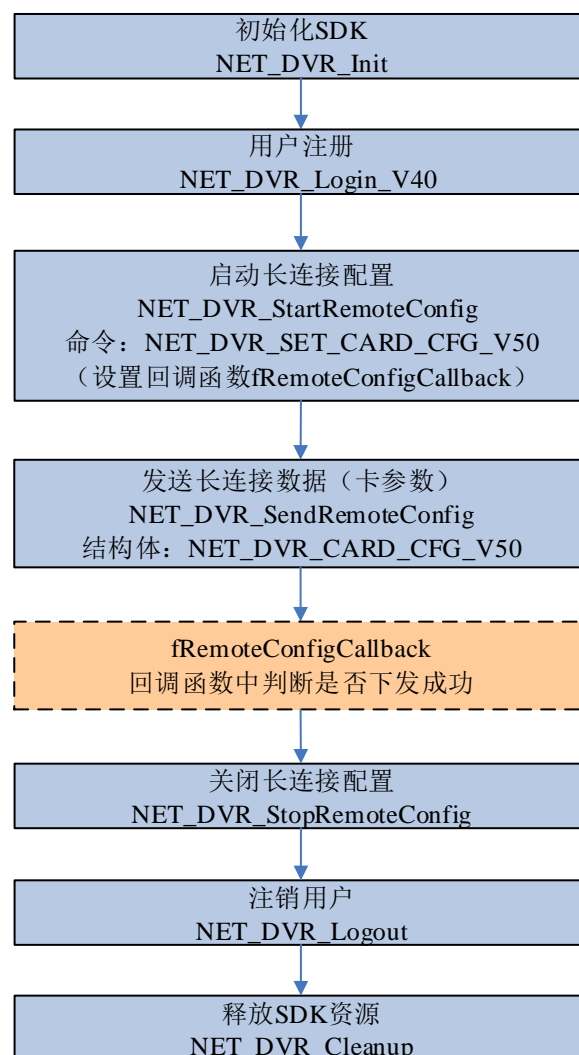 初始化SDK
NET_DVR_Init
用户注册
NET_DVR_Login_V40
启动长连接配置
NET_DVR_StartRemoteConfig
命令：NET_DVR_SET_CARD_CFG_V50
（设置回调函数fRemoteConfigCallback）
发送长连接数据（卡参数）
NET_DVR_SendRemoteConfig
结构体：NET_DVR_CARD_CFG_V50
fRemoteConfigCallback
回调函数中判断是否下发成功
关闭长连接配置
NET_DVR_StopRemoteConfig
注销用户
NET_DVR_Logout
释放SDK资源
NET_DVR_Cleanup